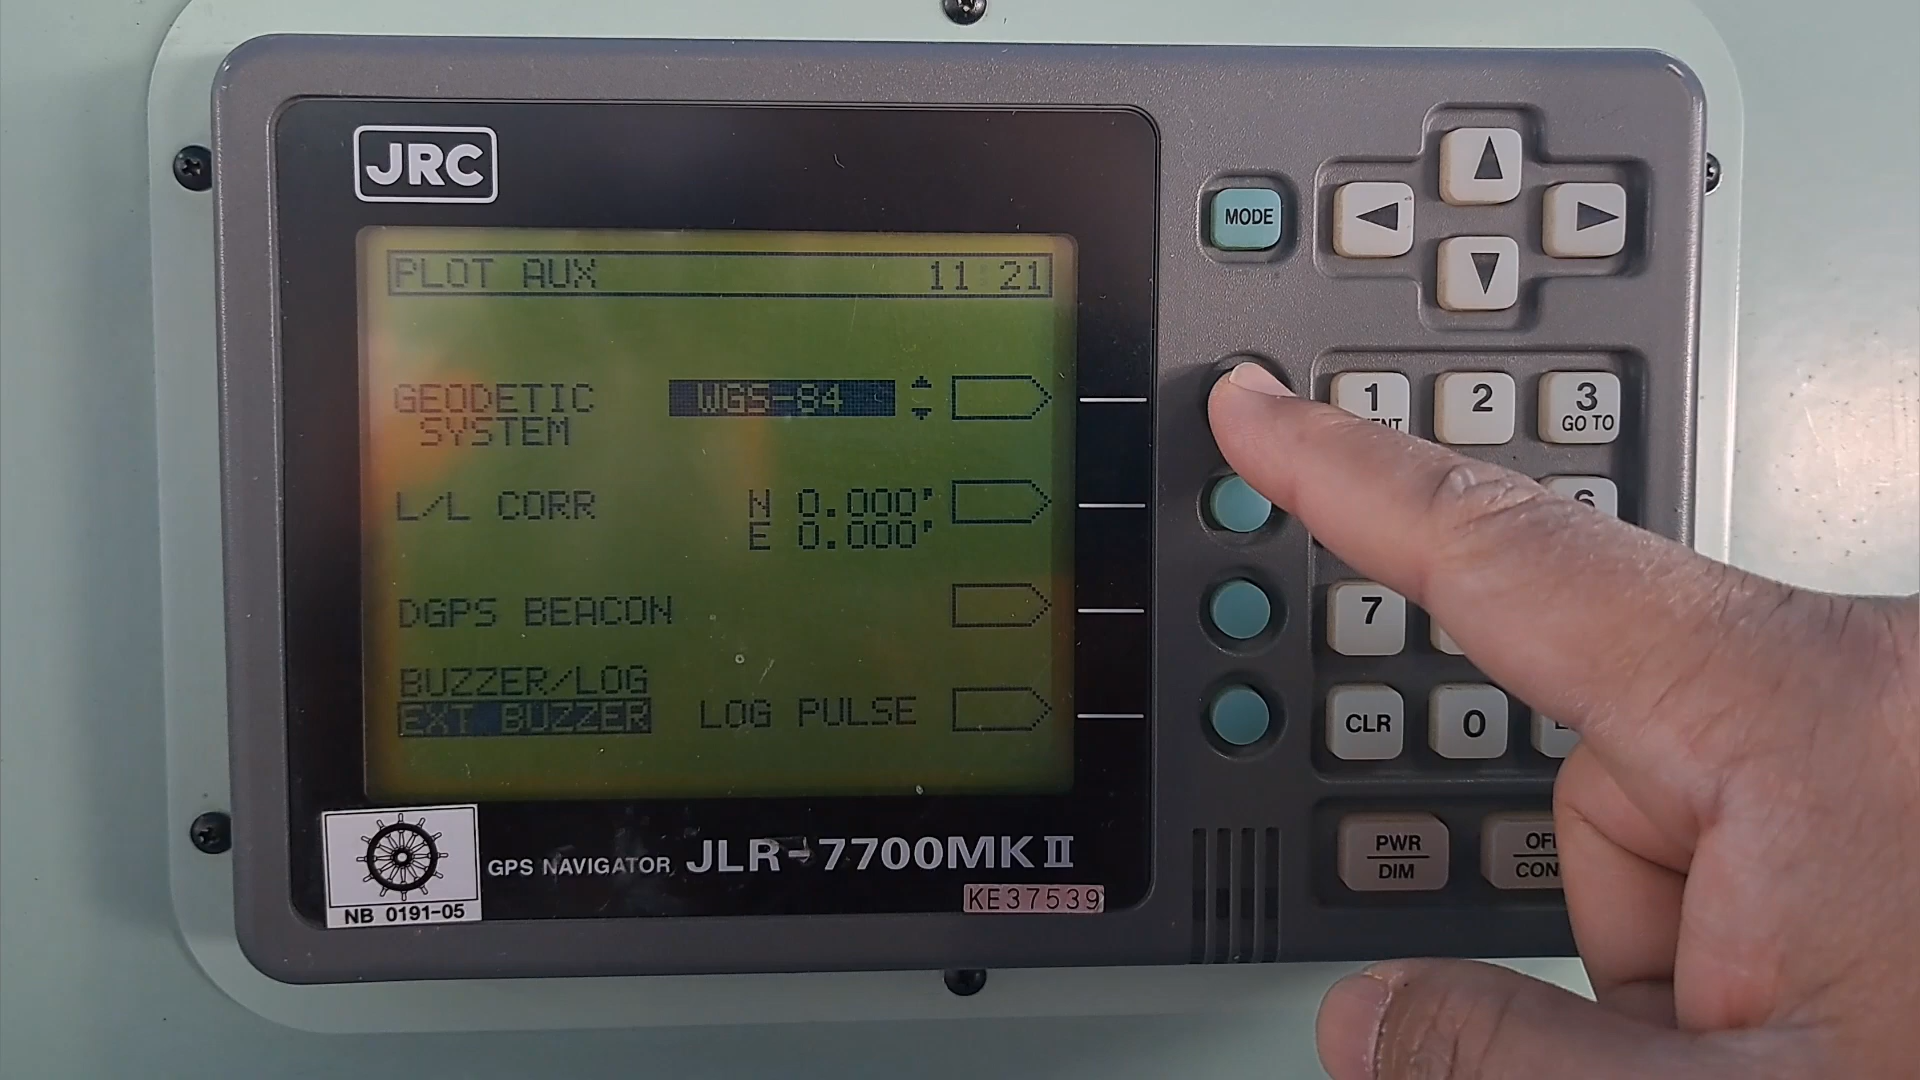 JRC
PLOT AUX 11:21
GEODETIC WGS-84
SYSTEM
L/L CORR N 0.000'
E 0.000'
DGPS BEACON
BUZZER/LOG
EXT BUZZER LOG PULSE
NB 0191-05
GPS NAVIGATOR JLR-7700MK II
KE37539
MODE
1 2 3
GO TO
7
CLR 0
PWR
DIM